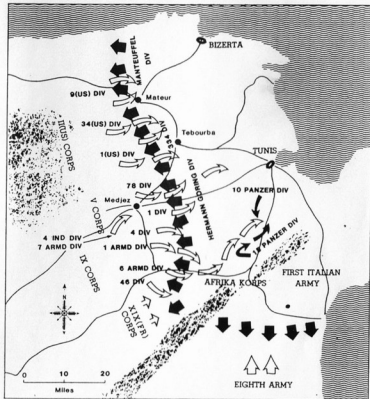 BIZERTA
MANTEUFFEL DIV
9(US) DIV
Mateur
34(US) DIV
334 DIV
Tebourba
II(US) CORPS
1(US) DIV
TUNIS
HERMANN GÖRING DIV
78 DIV
10 PANZER DIV
Medjez
1 DIV
V CORPS
4 IND DIV
4 DIV
7 ARMD DIV
1 ARMD DIV
PANZER DIV
IX CORPS
6 ARMD DIV
46 DIV
AFRIKA KORPS
FIRST ITALIAN
ARMY
XIX(FR) CORPS
N
0 10 20
Miles
EIGHTH ARMY